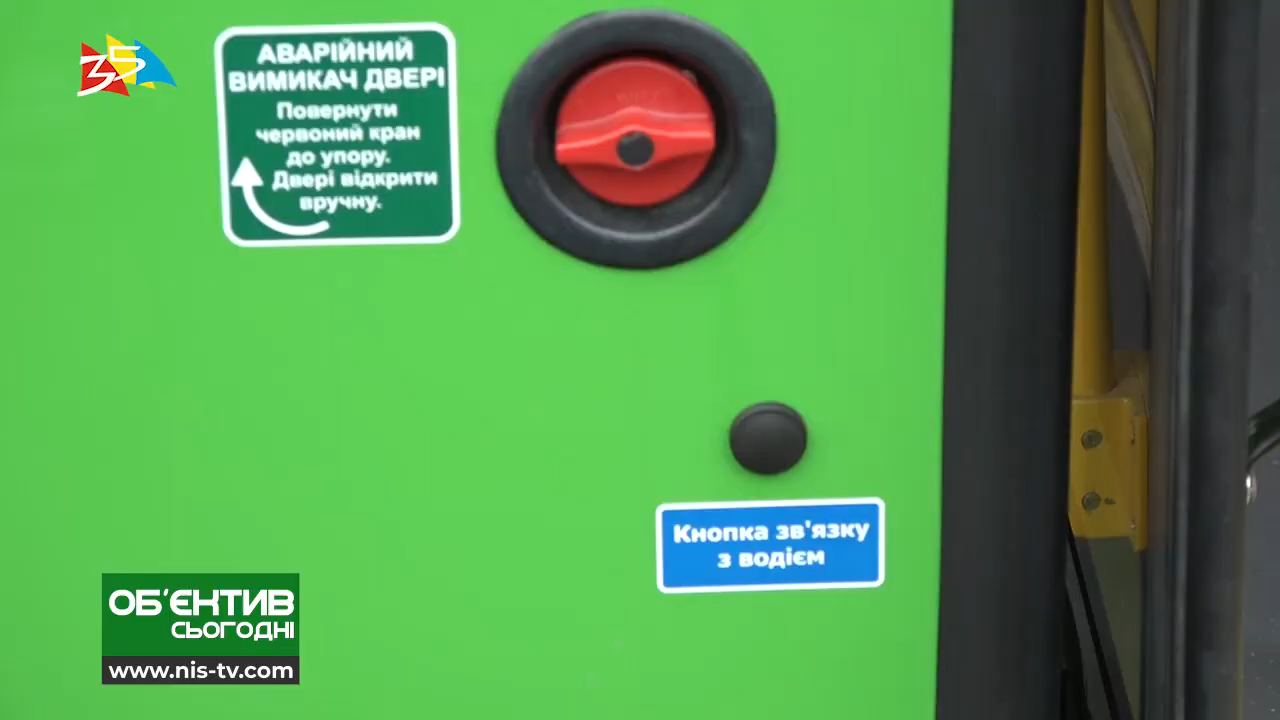 35
АВАРІЙНИЙ
ВИМИКАЧ ДВЕРІ
Повернути
червоний кран
до упору.
Двері відкрити
вручну.
Кнопка зв'язку
з водієм
ОБ'ЄКТИВ
СЬОГОДНІ
www.nis-tv.com